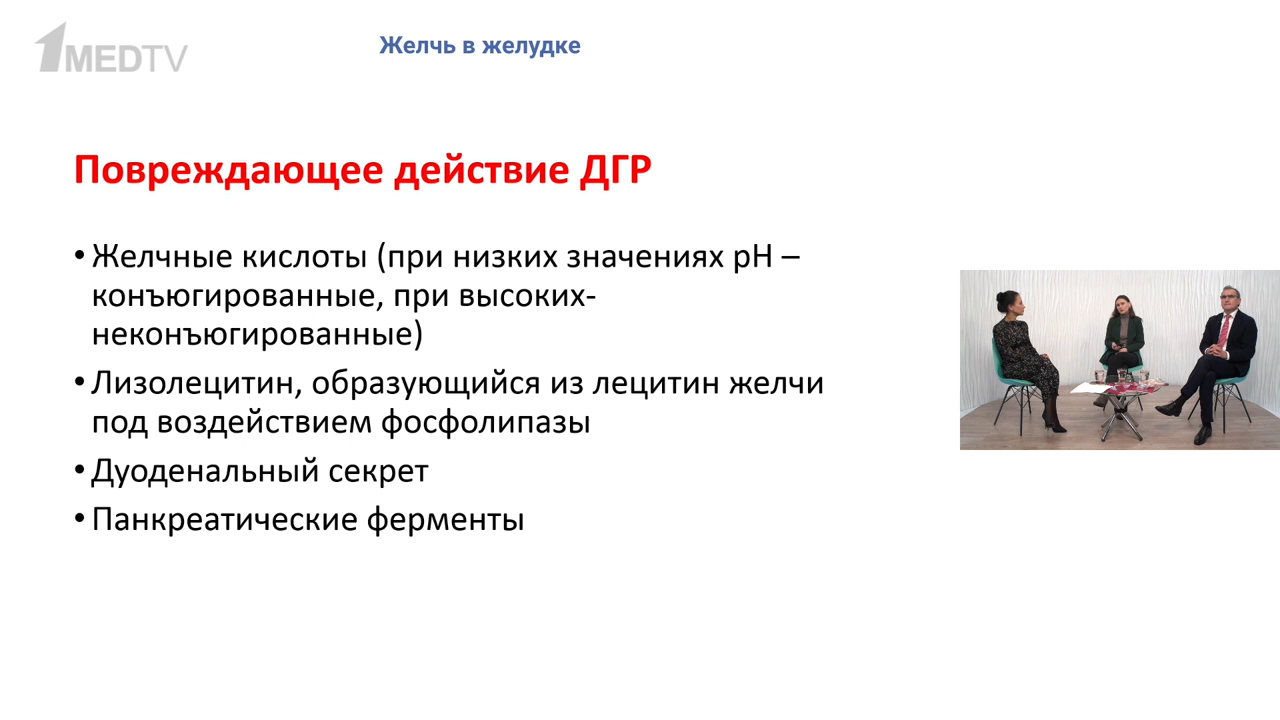 1MEDTV
Желчь в желудке
Повреждающее действие ДГР
• Желчные кислоты (при низких значениях pH –
конъюгированные, при высоких-
неконъюгированные)
• Лизолецитин, образующийся из лецитин желчи
под воздействием фосфолипазы
• Дуоденальный секрет
• Панкреатические ферменты